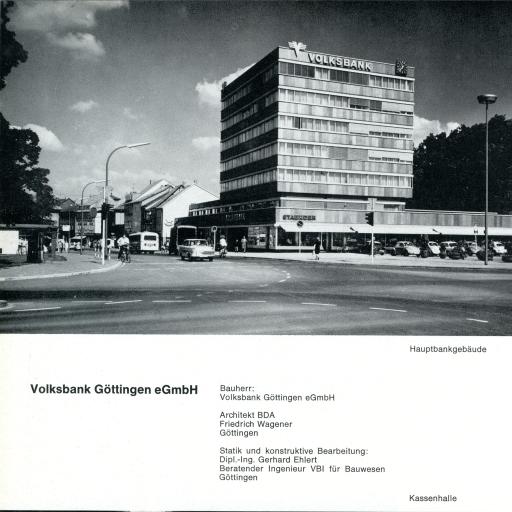 VOLKSBANK
Hauptbankgebäude
Volksbank Göttingen eGmbH
Bauherr:
Volksbank Göttingen eGmbH
Architekt BDA
Friedrich Wagener
Göttingen
Statik und konstruktive Bearbeitung:
Dipl.-Ing. Gerhard Ehlert
Beratender Ingenieur VBI für Bauwesen
Göttingen
Kassenhalle